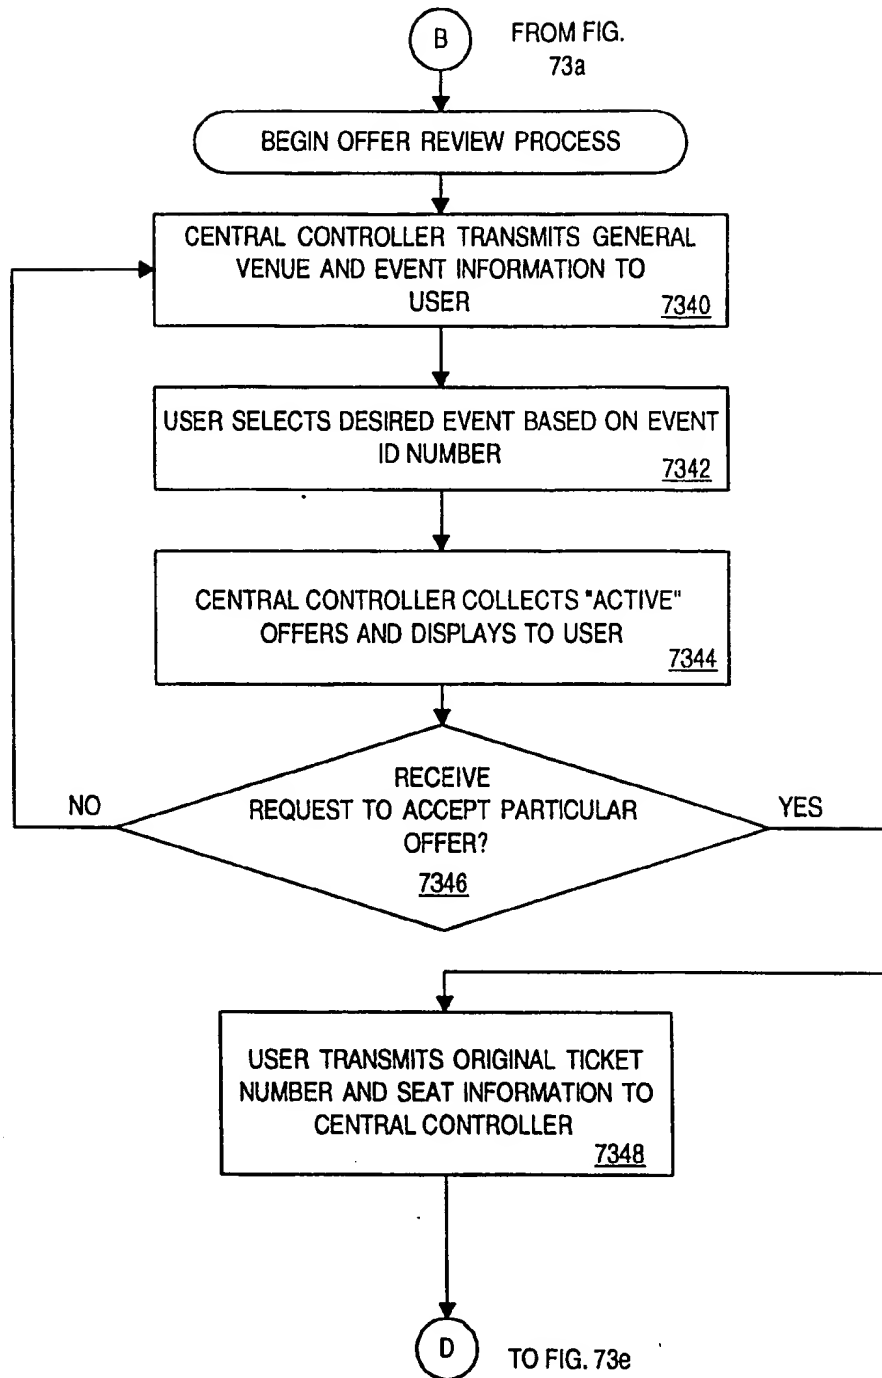 B
FROM FIG.
73a
BEGIN OFFER REVIEW PROCESS
CENTRAL CONTROLLER TRANSMITS GENERAL
VENUE AND EVENT INFORMATION TO
USER
7340
USER SELECTS DESIRED EVENT BASED ON EVENT
ID NUMBER
7342
CENTRAL CONTROLLER COLLECTS "ACTIVE"
OFFERS AND DISPLAYS TO USER
7344
RECEIVE
REQUEST TO ACCEPT PARTICULAR
OFFER?
7346
NO
YES
USER TRANSMITS ORIGINAL TICKET
NUMBER AND SEAT INFORMATION TO
CENTRAL CONTROLLER
7348
D
TO FIG. 73e